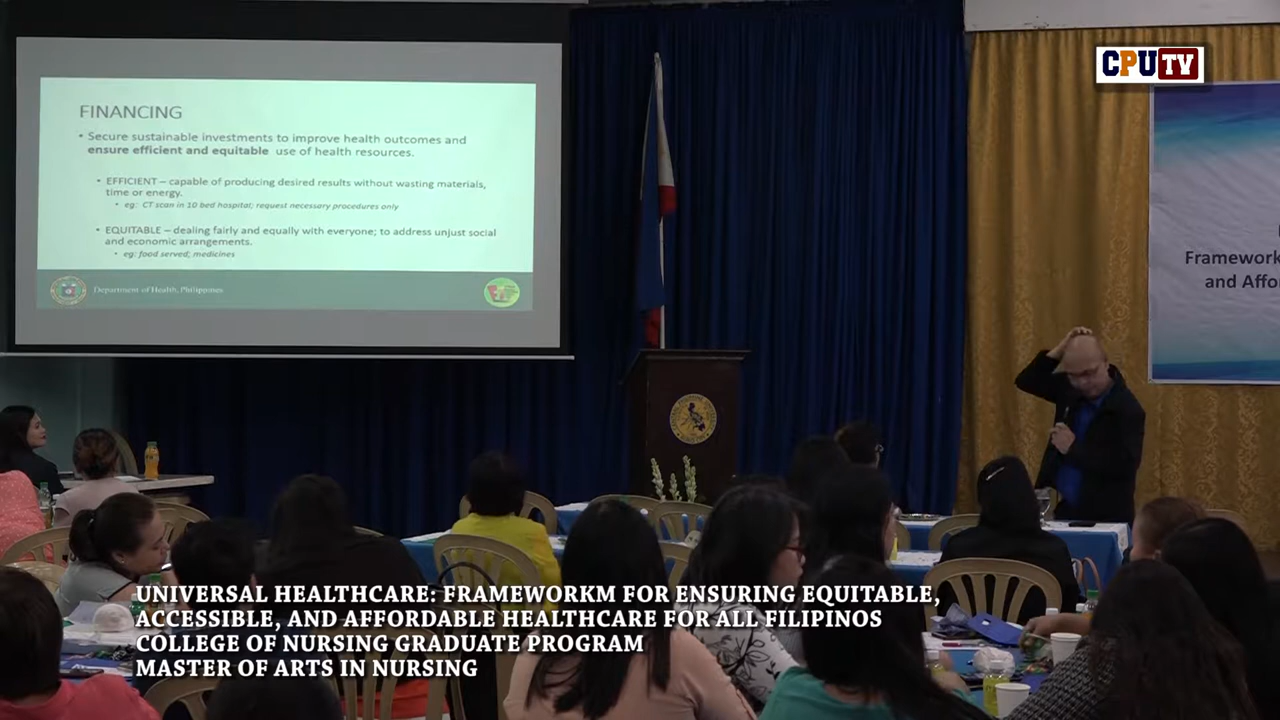 FINANCING
• Secure sustainable investments to improve health outcomes and
ensure efficient and equitable use of health resources.
• EFFICIENT – capable of producing desired results without wasting materials,
time or energy.
• eg: CT scan in 10 bed hospital; request necessary procedures only
• EQUITABLE – dealing fairly and equally with everyone; to address unjust social
and economic arrangements.
• eg: food served; medicines
Department of Health, Philippines
CPUTV
Framework
and Affo
UNIVERSAL HEALTHCARE: FRAMEWORKM FOR ENSURING EQUITABLE,
ACCESSIBLE, AND AFFORDABLE HEALTHCARE FOR ALL FILIPINOS
COLLEGE OF NURSING GRADUATE PROGRAM
MASTER OF ARTS IN NURSING